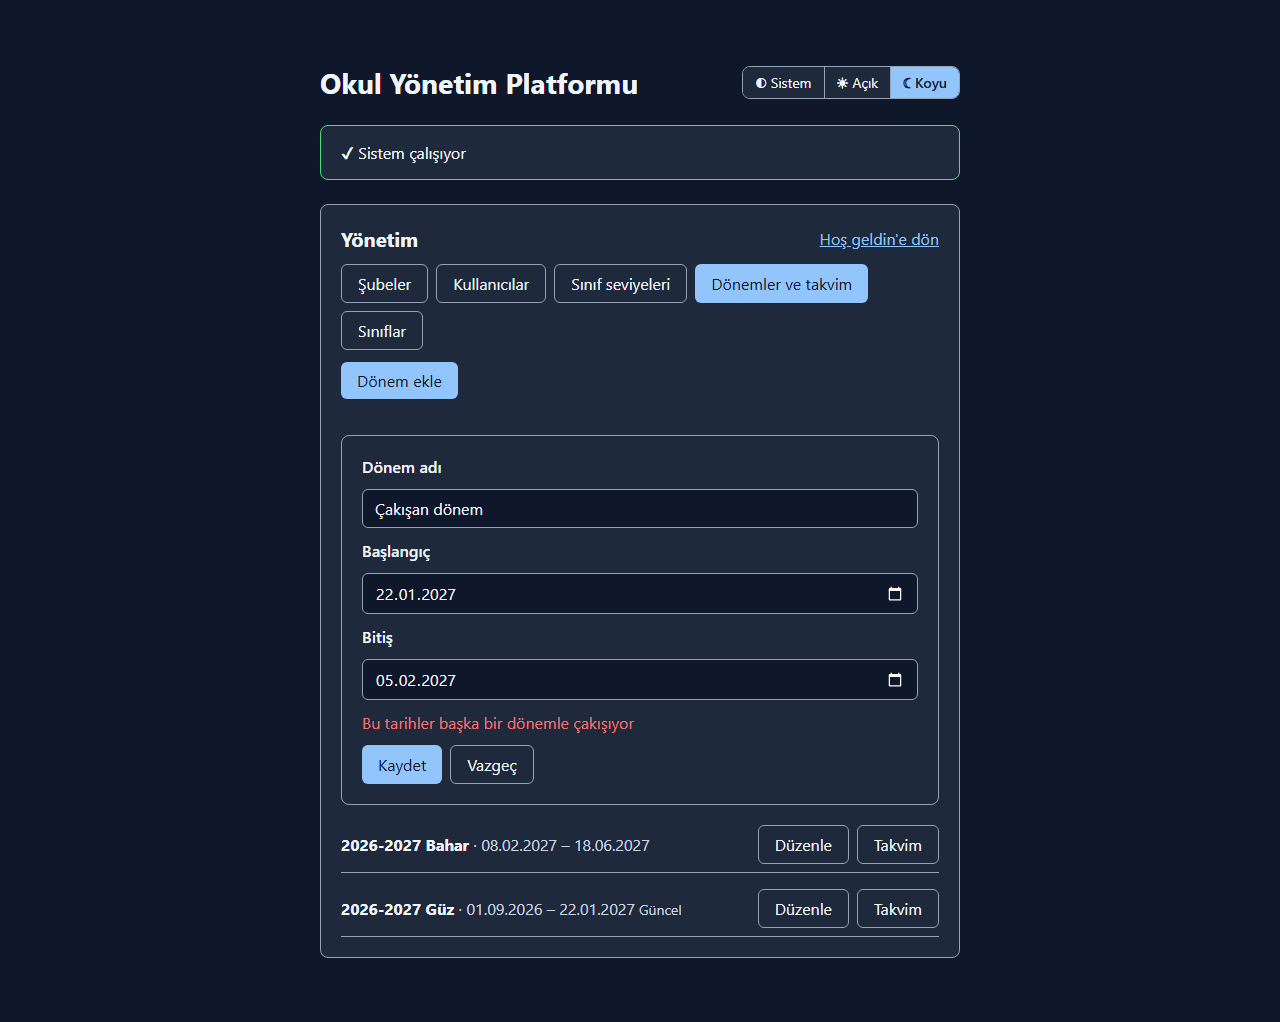 Okul Yönetim Platformu
◐ Sistem ☀ Açık ☾ Koyu
✓ Sistem çalışıyor
Yönetim
Hoş geldin'e dön
Şubeler Kullanıcılar Sınıf seviyeleri Dönemler ve takvim
Sınıflar
Dönem ekle
Dönem adı
Çakışan dönem
Başlangıç
22.01.2027
Bitiş
05.02.2027
Bu tarihler başka bir dönemle çakışıyor
Kaydet Vazgeç
2026-2027 Bahar · 08.02.2027 – 18.06.2027 Düzenle Takvim
2026-2027 Güz · 01.09.2026 – 22.01.2027 Güncel Düzenle Takvim